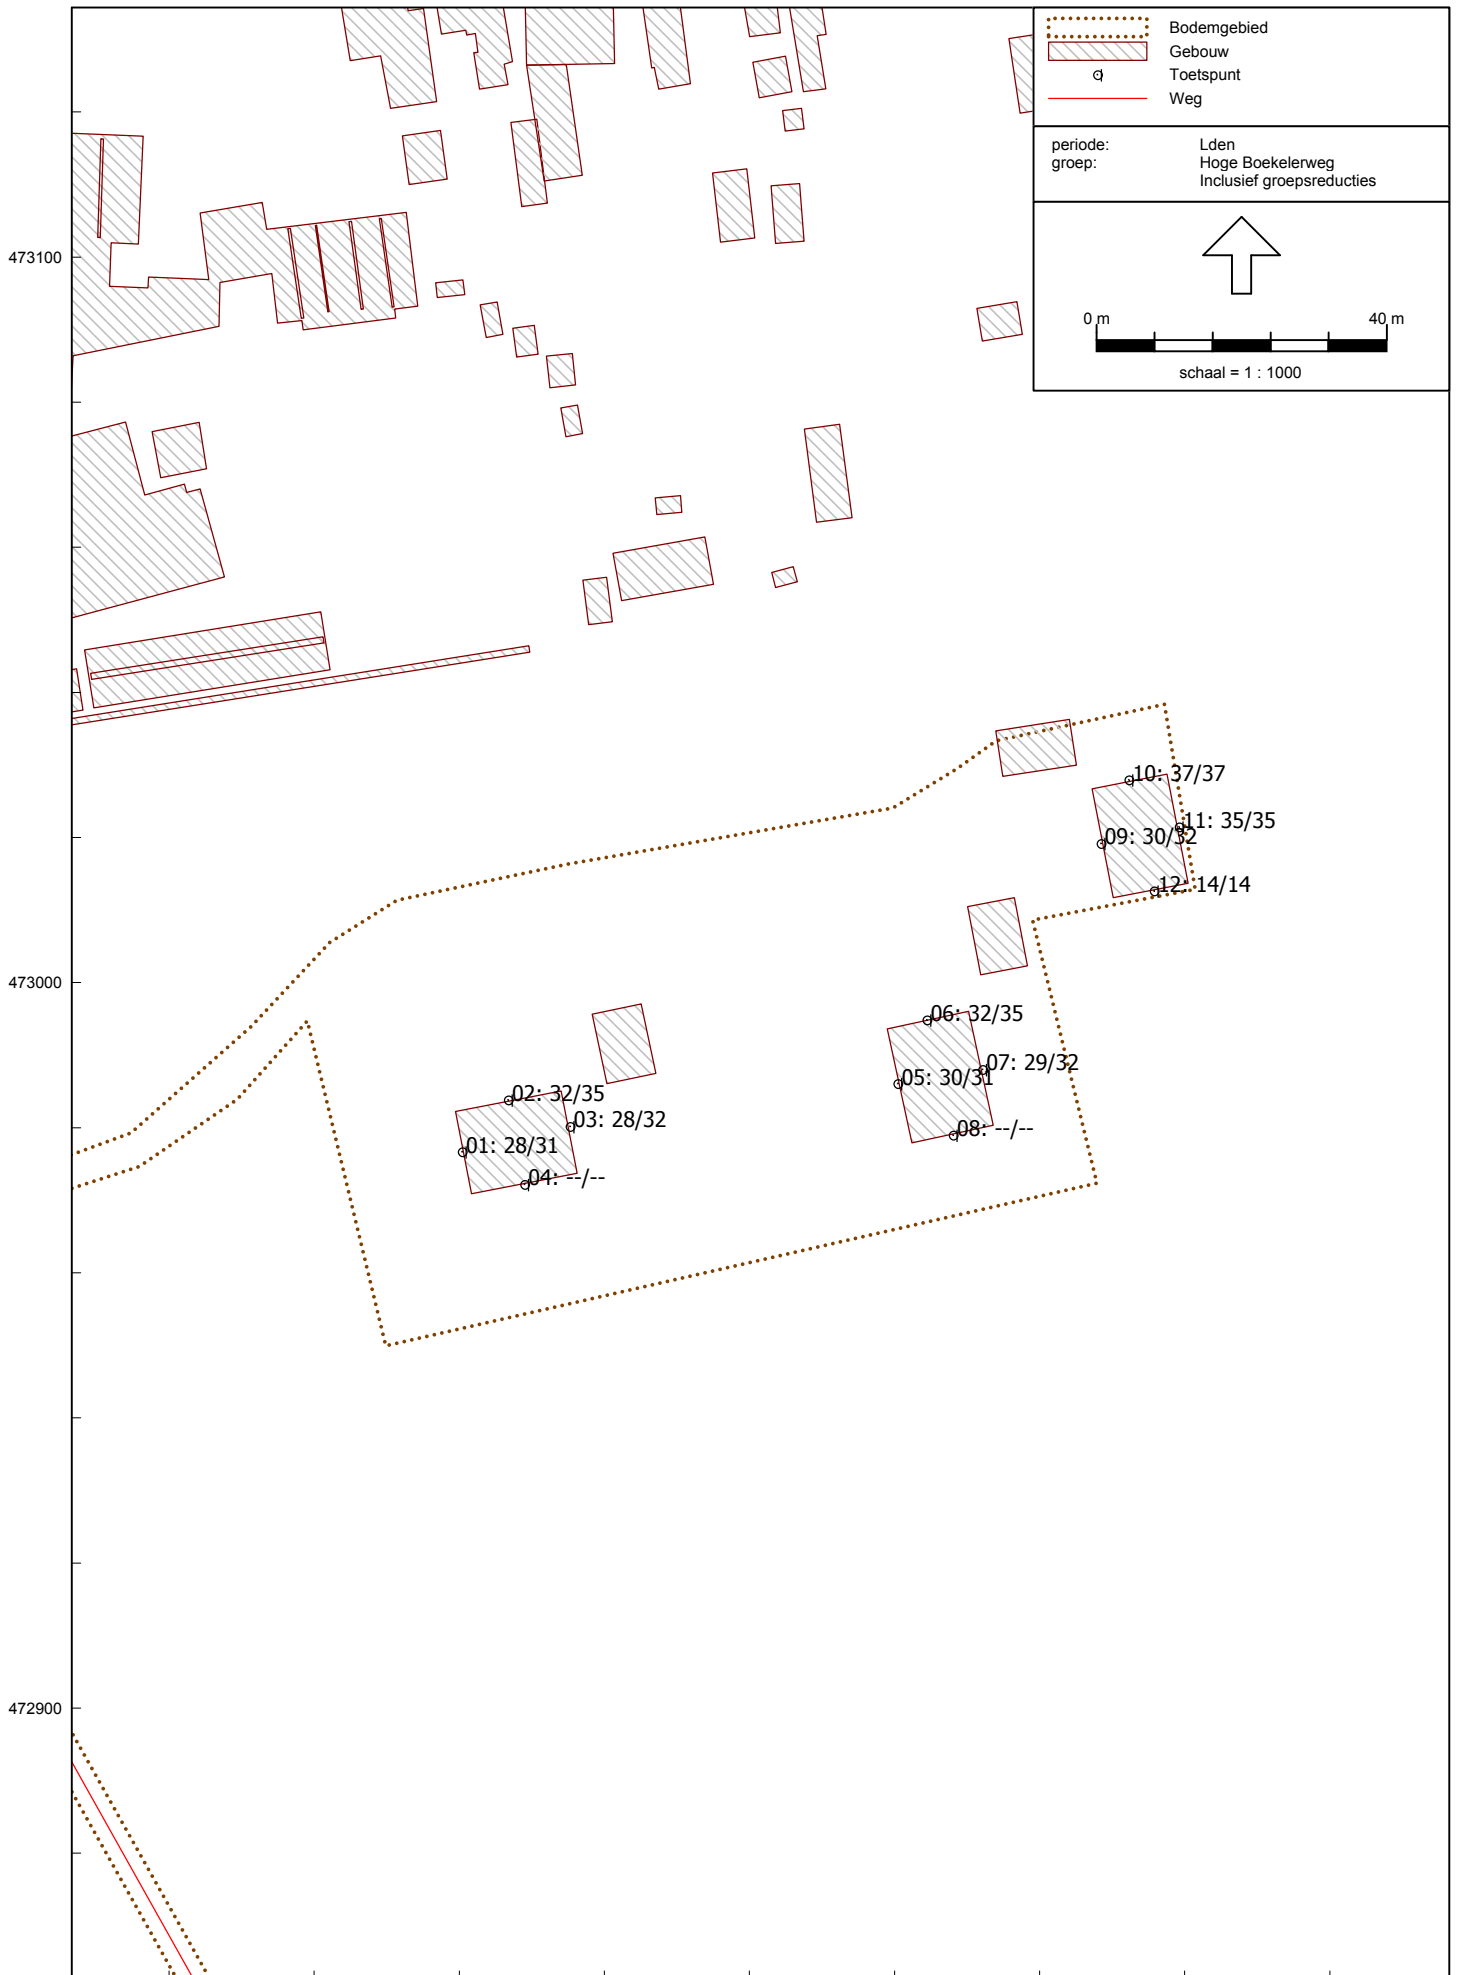 Bodemgebied
Gebouw
Toetspunt
Weg
periode: Lden
groep: Hoge Boekelerweg
Inclusief groepsreducties
0 m 40 m
schaal = 1 : 1000
473100
10: 37/37
11: 35/35
09: 30/32
12: 14/14
473000
06: 32/35
07: 29/32
05: 30/31
02: 32/35
03: 28/32
08: --/--
01: 28/31
04: --/--
472900